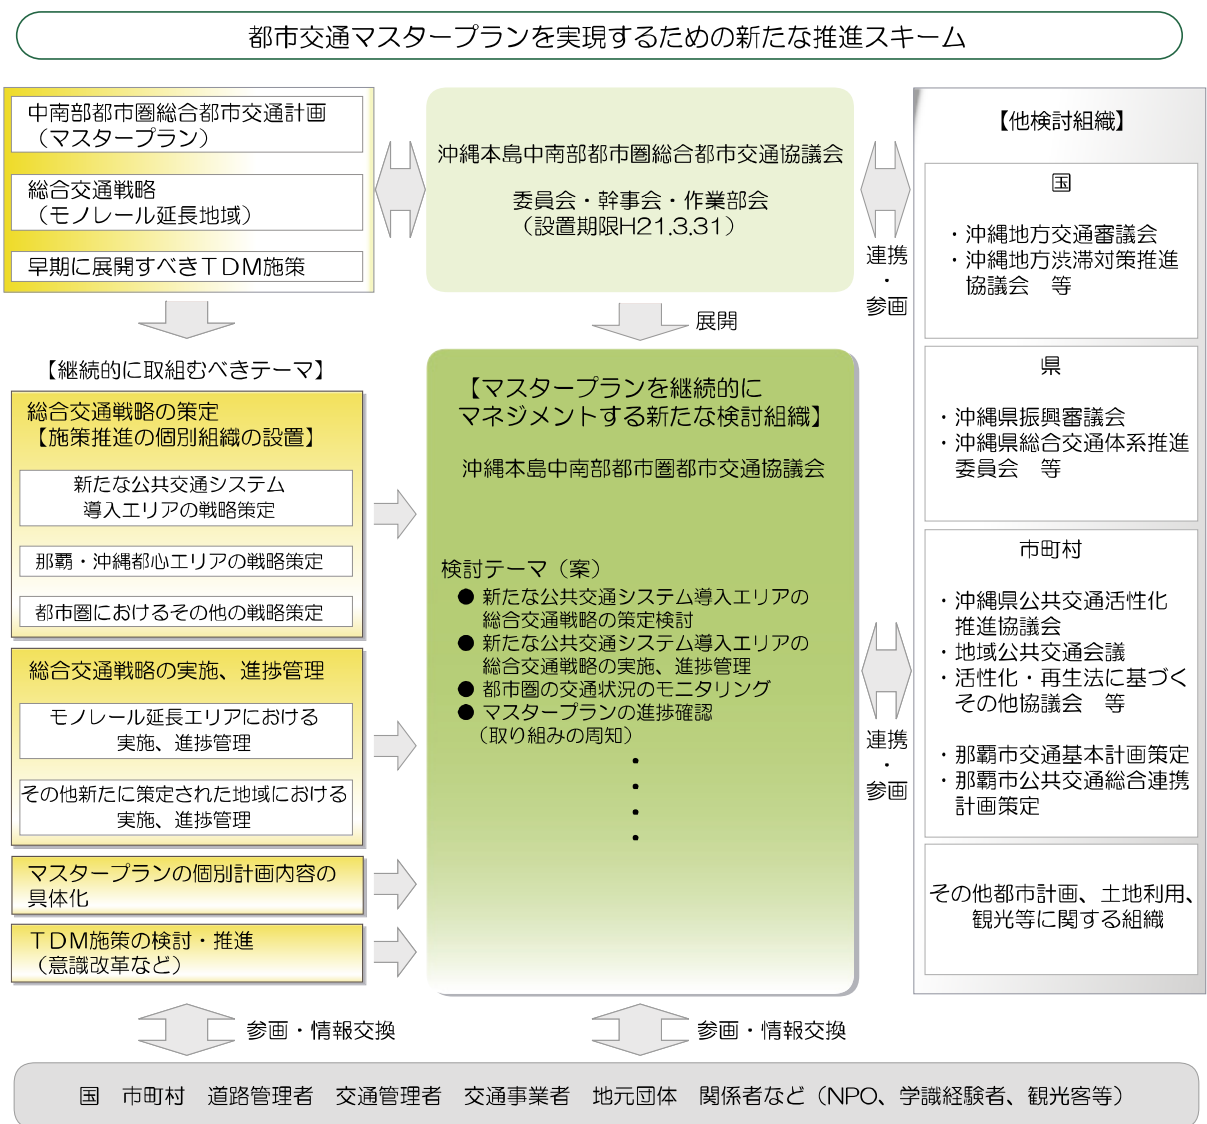 都市交通マスタープランを実現するための新たな推進スキーム
中南部都市圏総合都市交通計画
（マスタープラン）
総合交通戦略
（モノレール延長地域）
早期に展開すべきＴＤＭ施策
沖縄本島中南部都市圏総合都市交通協議会
委員会・幹事会・作業部会
（設置期限H21.3.31）
連携
・
参画
展開
【継続的に取組むべきテーマ】
総合交通戦略の策定
【施策推進の個別組織の設置】
新たな公共交通システム
導入エリアの戦略策定
那覇・沖縄都心エリアの戦略策定
都市圏におけるその他の戦略策定
総合交通戦略の実施、進捗管理
モノレール延長エリアにおける
実施、進捗管理
その他新たに策定された地域における
実施、進捗管理
マスタープランの個別計画内容の
具体化
ＴＤＭ施策の検討・推進
（意識改革など）
【マスタープランを継続的に
マネジメントする新たな検討組織】
沖縄本島中南部都市圏都市交通協議会
検討テーマ（案）
● 新たな公共交通システム導入エリアの
総合交通戦略の策定検討
● 新たな公共交通システム導入エリアの
総合交通戦略の実施、進捗管理
● 都市圏の交通状況のモニタリング
● マスタープランの進捗確認
（取り組みの周知）
・
・
・
・
連携
・
参画
【他検討組織】
国
・沖縄地方交通審議会
・沖縄地方渋滞対策推進
協議会　等
県
・沖縄県振興審議会
・沖縄県総合交通体系推進
委員会　等
市町村
・沖縄県公共交通活性化
推進協議会
・地域公共交通会議
・活性化・再生法に基づく
その他協議会　等
・那覇市交通基本計画策定
・那覇市公共交通総合連携
計画策定
その他都市計画、土地利用、
観光等に関する組織
参画・情報交換
参画・情報交換
国　市町村　道路管理者　交通管理者　交通事業者　地元団体　関係者など（NPO、学識経験者、観光客等）